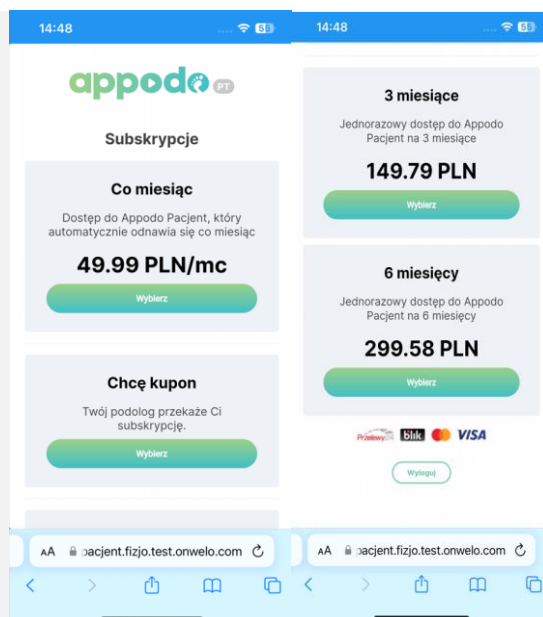 14:48
58
appodo PT
Subskrypcje
Co miesiąc
Dostęp do Appodo Pacjent, który
automatycznie odnawia się co miesiąc
49.99 PLN/mc
Wybierz
Chcę kupon
Twój podolog przekaże Ci
subskrypcję.
Wybierz
AA pacjent.fizjo.test.onwelo.com
14:48
3 miesiące
Jednorazowy dostęp do Appodo
Pacjent na 3 miesiące
149.79 PLN
Wybierz
6 miesięcy
Jednorazowy dostęp do Appodo
Pacjent na 6 miesięcy
299.58 PLN
Wybierz
Przelewy24 blik VISA
Wyloguj
AA pacjent.fizjo.test.onwelo.com